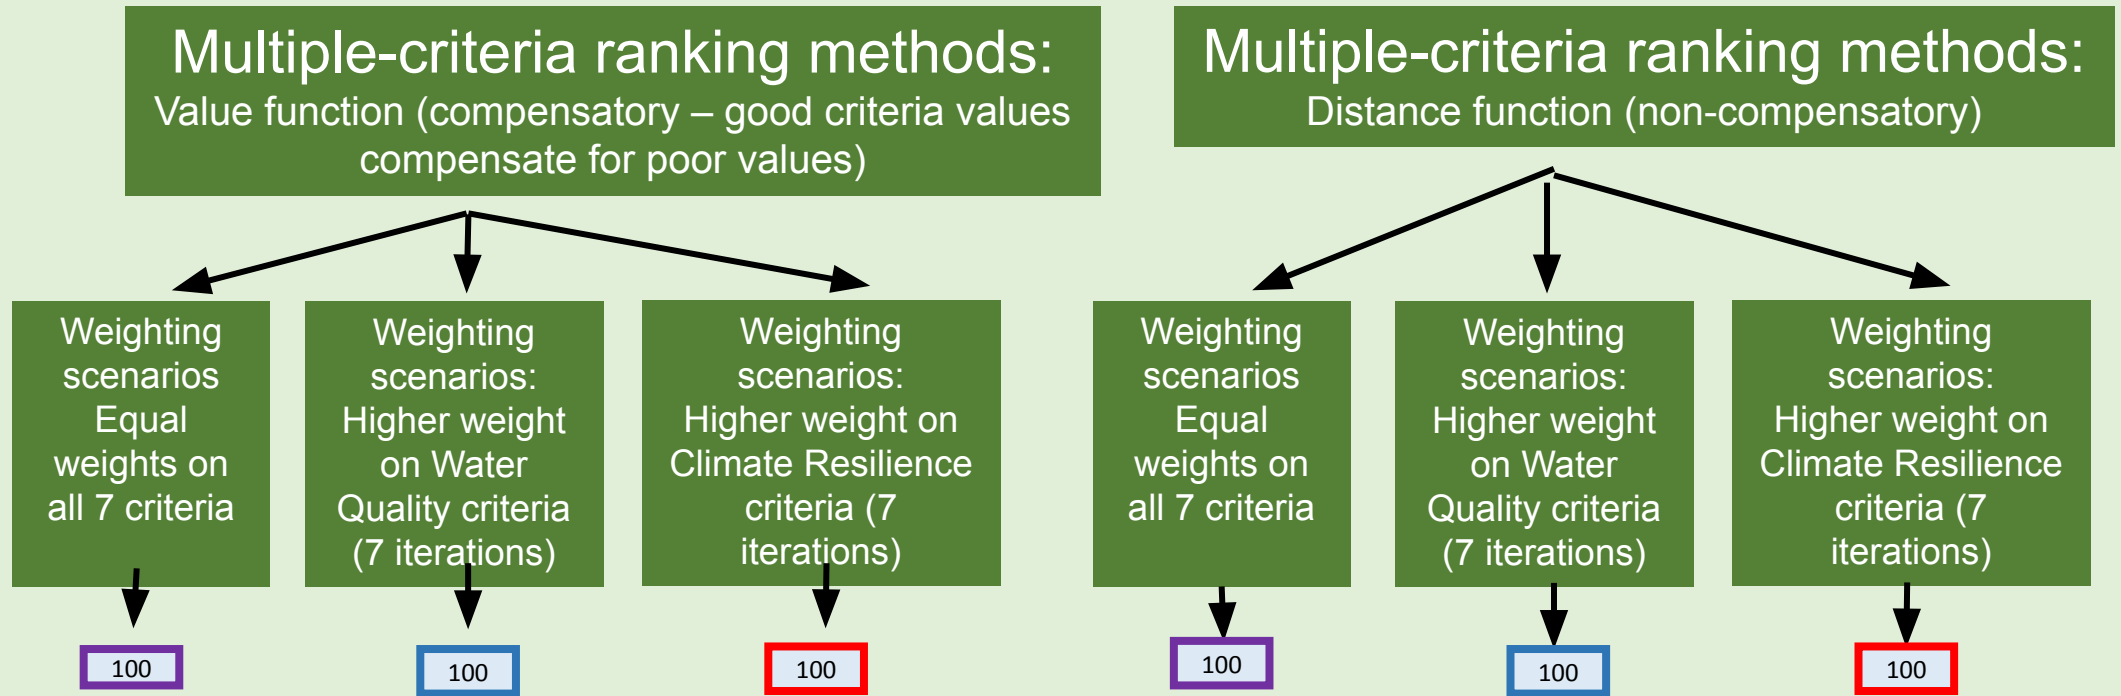 Multiple-criteria ranking methods:
Value function (compensatory – good criteria values
compensate for poor values)
Multiple-criteria ranking methods:
Distance function (non-compensatory)
Weighting
scenarios
Equal
weights on
all 7 criteria
Weighting
scenarios:
Higher weight
on Water
Quality criteria
(7 iterations)
Weighting
scenarios:
Higher weight on
Climate Resilience
criteria (7
iterations)
Weighting
scenarios
Equal
weights on
all 7 criteria
Weighting
scenarios:
Higher weight
on Water
Quality criteria
(7 iterations)
Weighting
scenarios:
Higher weight on
Climate Resilience
criteria (7
iterations)
100
100
100
100
100
100